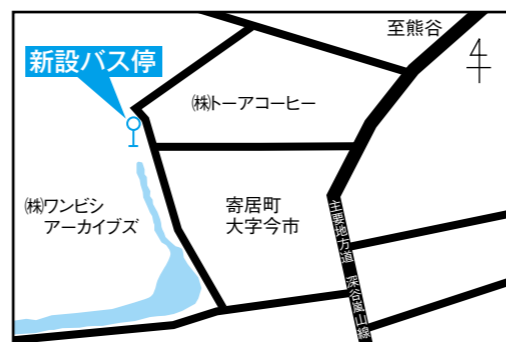 至熊谷
新設バス停
㈱トーアコーヒー
㈱ワンビシ
アーカイブズ
寄居町
大字今市
主要地方道 深谷嵐山線